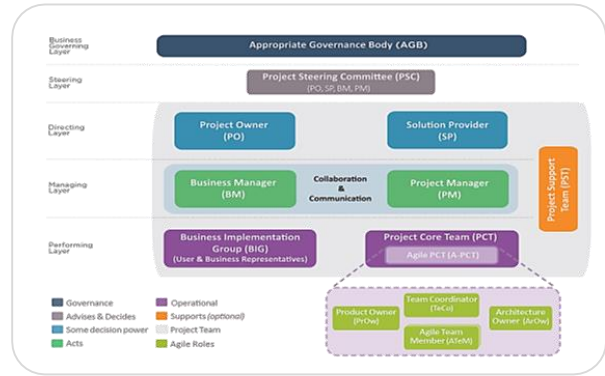 Business
Governing
Layer
Appropriate Governance Body (AGB)
Steering
Layer
Project Steering Committee (PSC)
(PO, SP, BM, PM)
Directing
Layer
Project Owner
(PO)
Solution Provider
(SP)
Project Support
Team (PST)
Managing
Layer
Business Manager
(BM)
Collaboration
&
Communication
Project Manager
(PM)
Performing
Layer
Business Implementation
Group (BIG)
(User & Business Representatives)
Project Core Team (PCT)
Agile PCT (A-PCT)
Governance
Advises & Decides
Some decision power
Acts
Operational
Supports (optional)
Project Team
Agile Roles
Product Owner
(PrOw)
Team Coordinator
(TeCo)
Architecture
Owner (ArOw)
Agile Team
Member (ATeM)